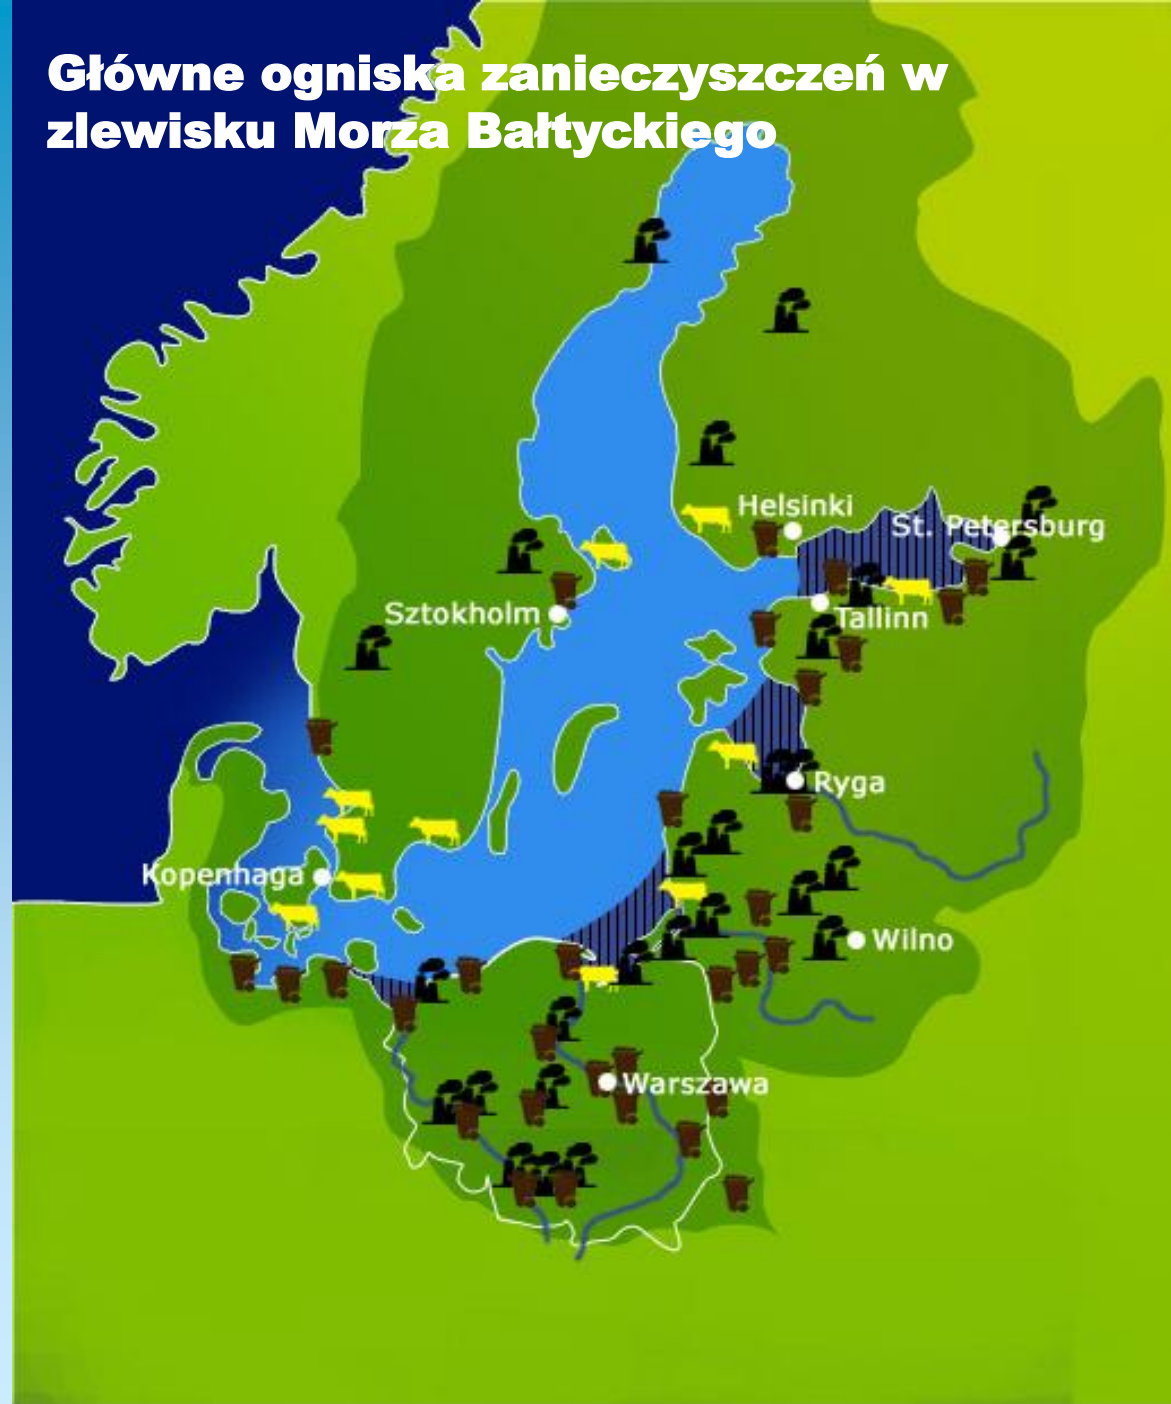 Główne ogniska zanieczyszczeń w
zlewisku Morza Bałtyckiego
Helsinki
St. Petersburg
Sztokholm
Tallinn
Ryga
Kopenhaga
Wilno
Warszawa